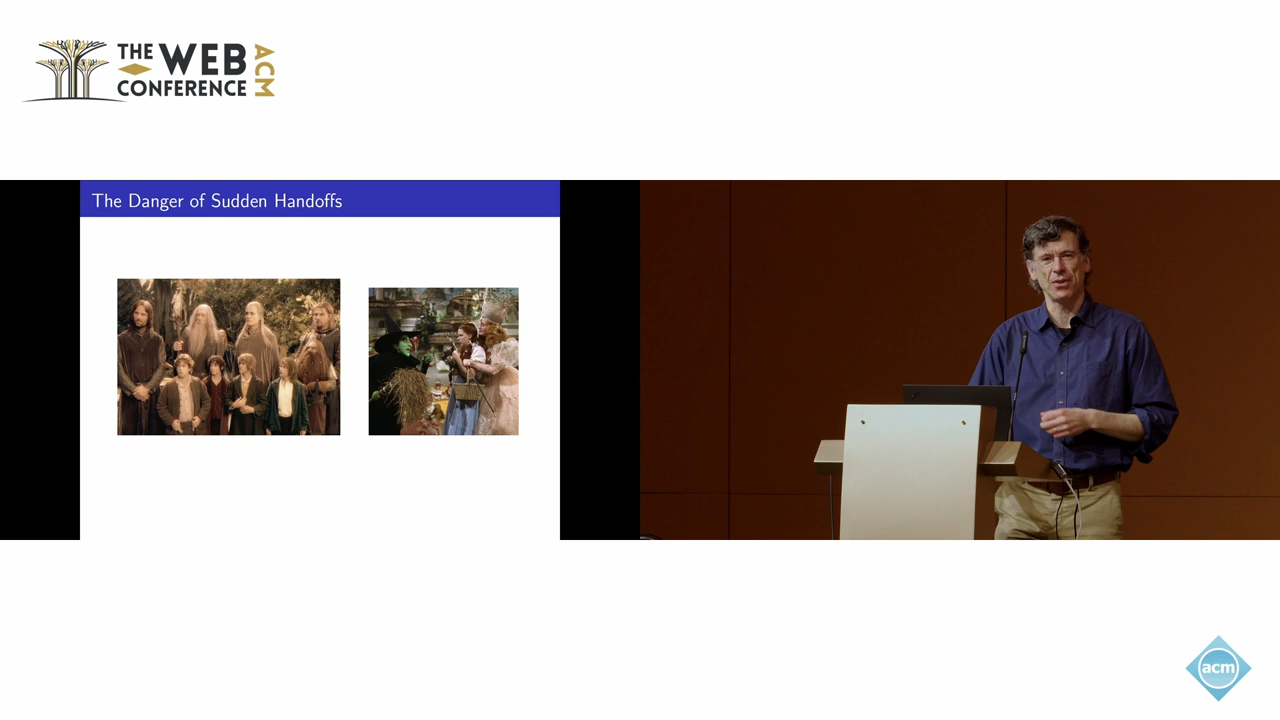 THE WEB
CONFERENCE
ACM
The Danger of Sudden Handoffs
acm